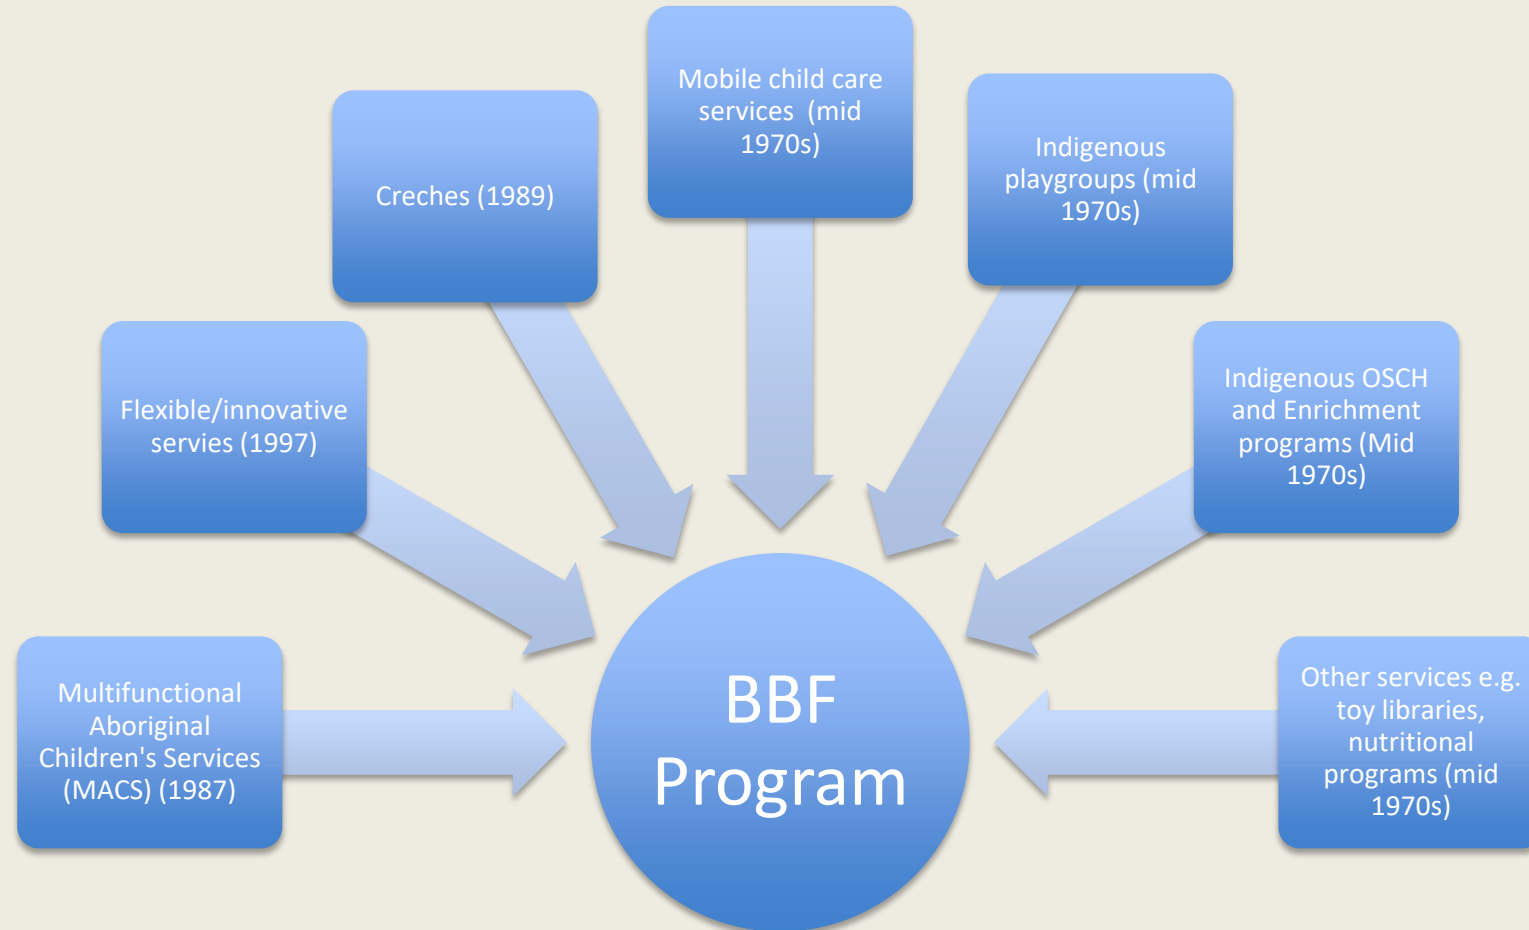 Mobile child care
services  (mid
1970s)
Creches (1989)
Indigenous
playgroups (mid
1970s)
Flexible/innovative
servies (1997)
Indigenous OSCH
and Enrichment
programs (Mid
1970s)
Multifunctional
Aboriginal
Children's Services
(MACS) (1987)
BBF
Program
Other services e.g.
toy libraries,
nutritional
programs (mid
1970s)